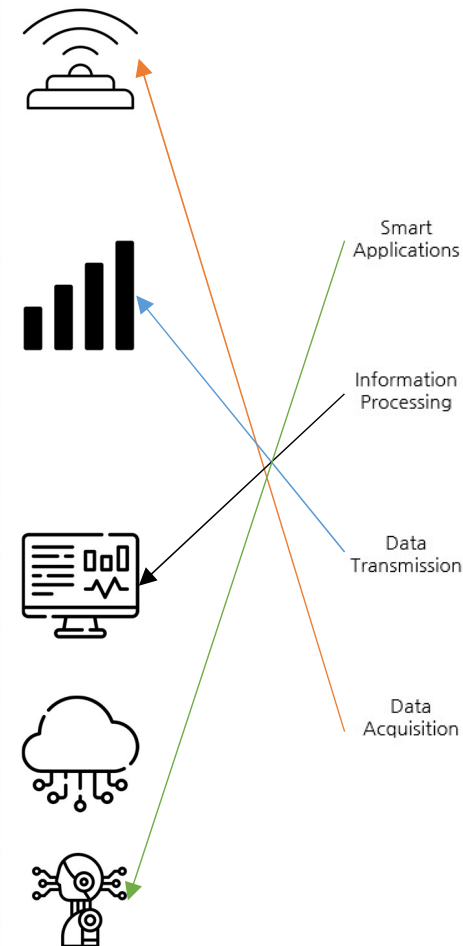 Smart
Applications
Information
Processing
Data
Transmission
Data
Acquisition